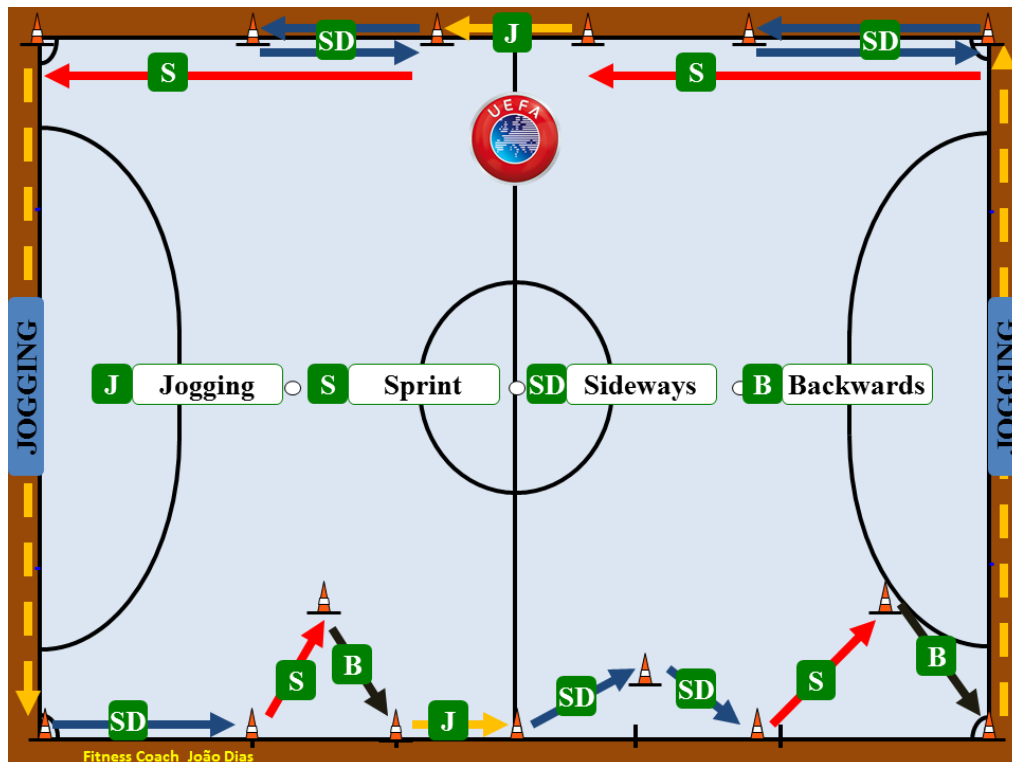 SD
J
SD
S
S
UEFA
JOGGING
J Jogging
S Sprint
SD Sideways
B Backwards
JOGGING
SD
S
B
J
SD
SD
S
B
Fitness Coach João Dias